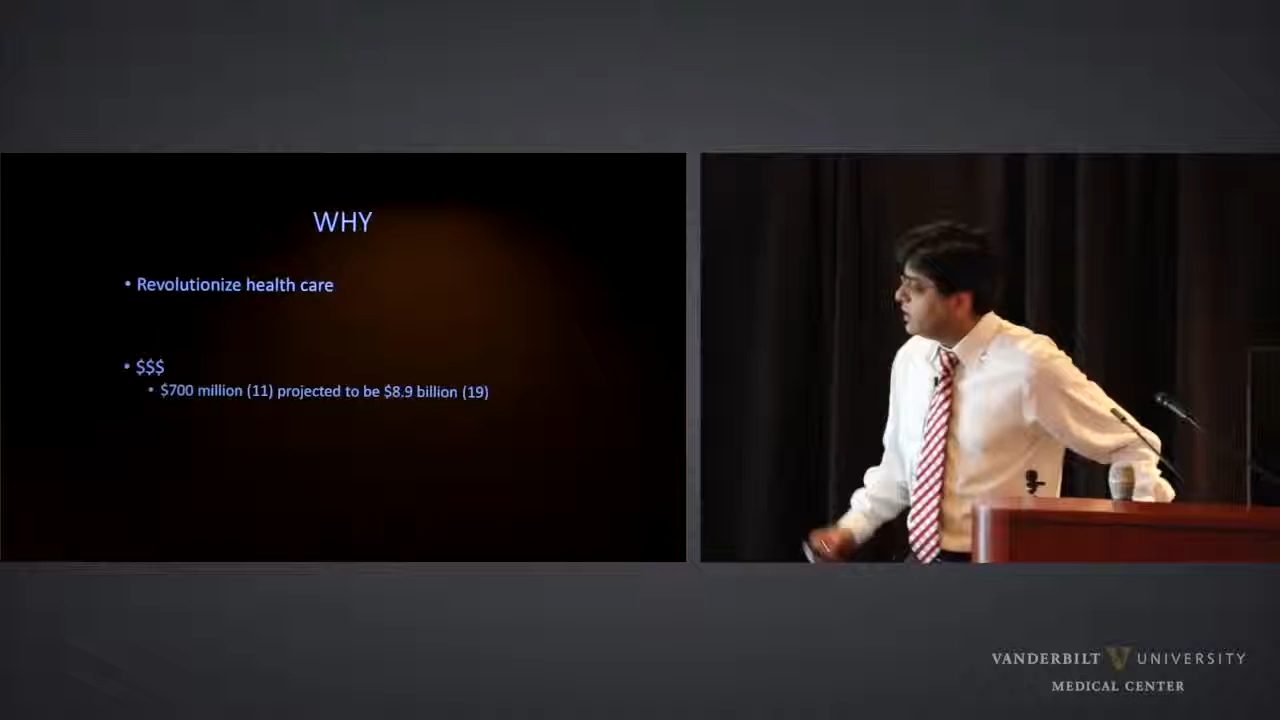 WHY
• Revolutionize health care
• $$$
• $700 million (11) projected to be $8.9 billion (19)
VANDERBILT V UNIVERSITY
MEDICAL CENTER